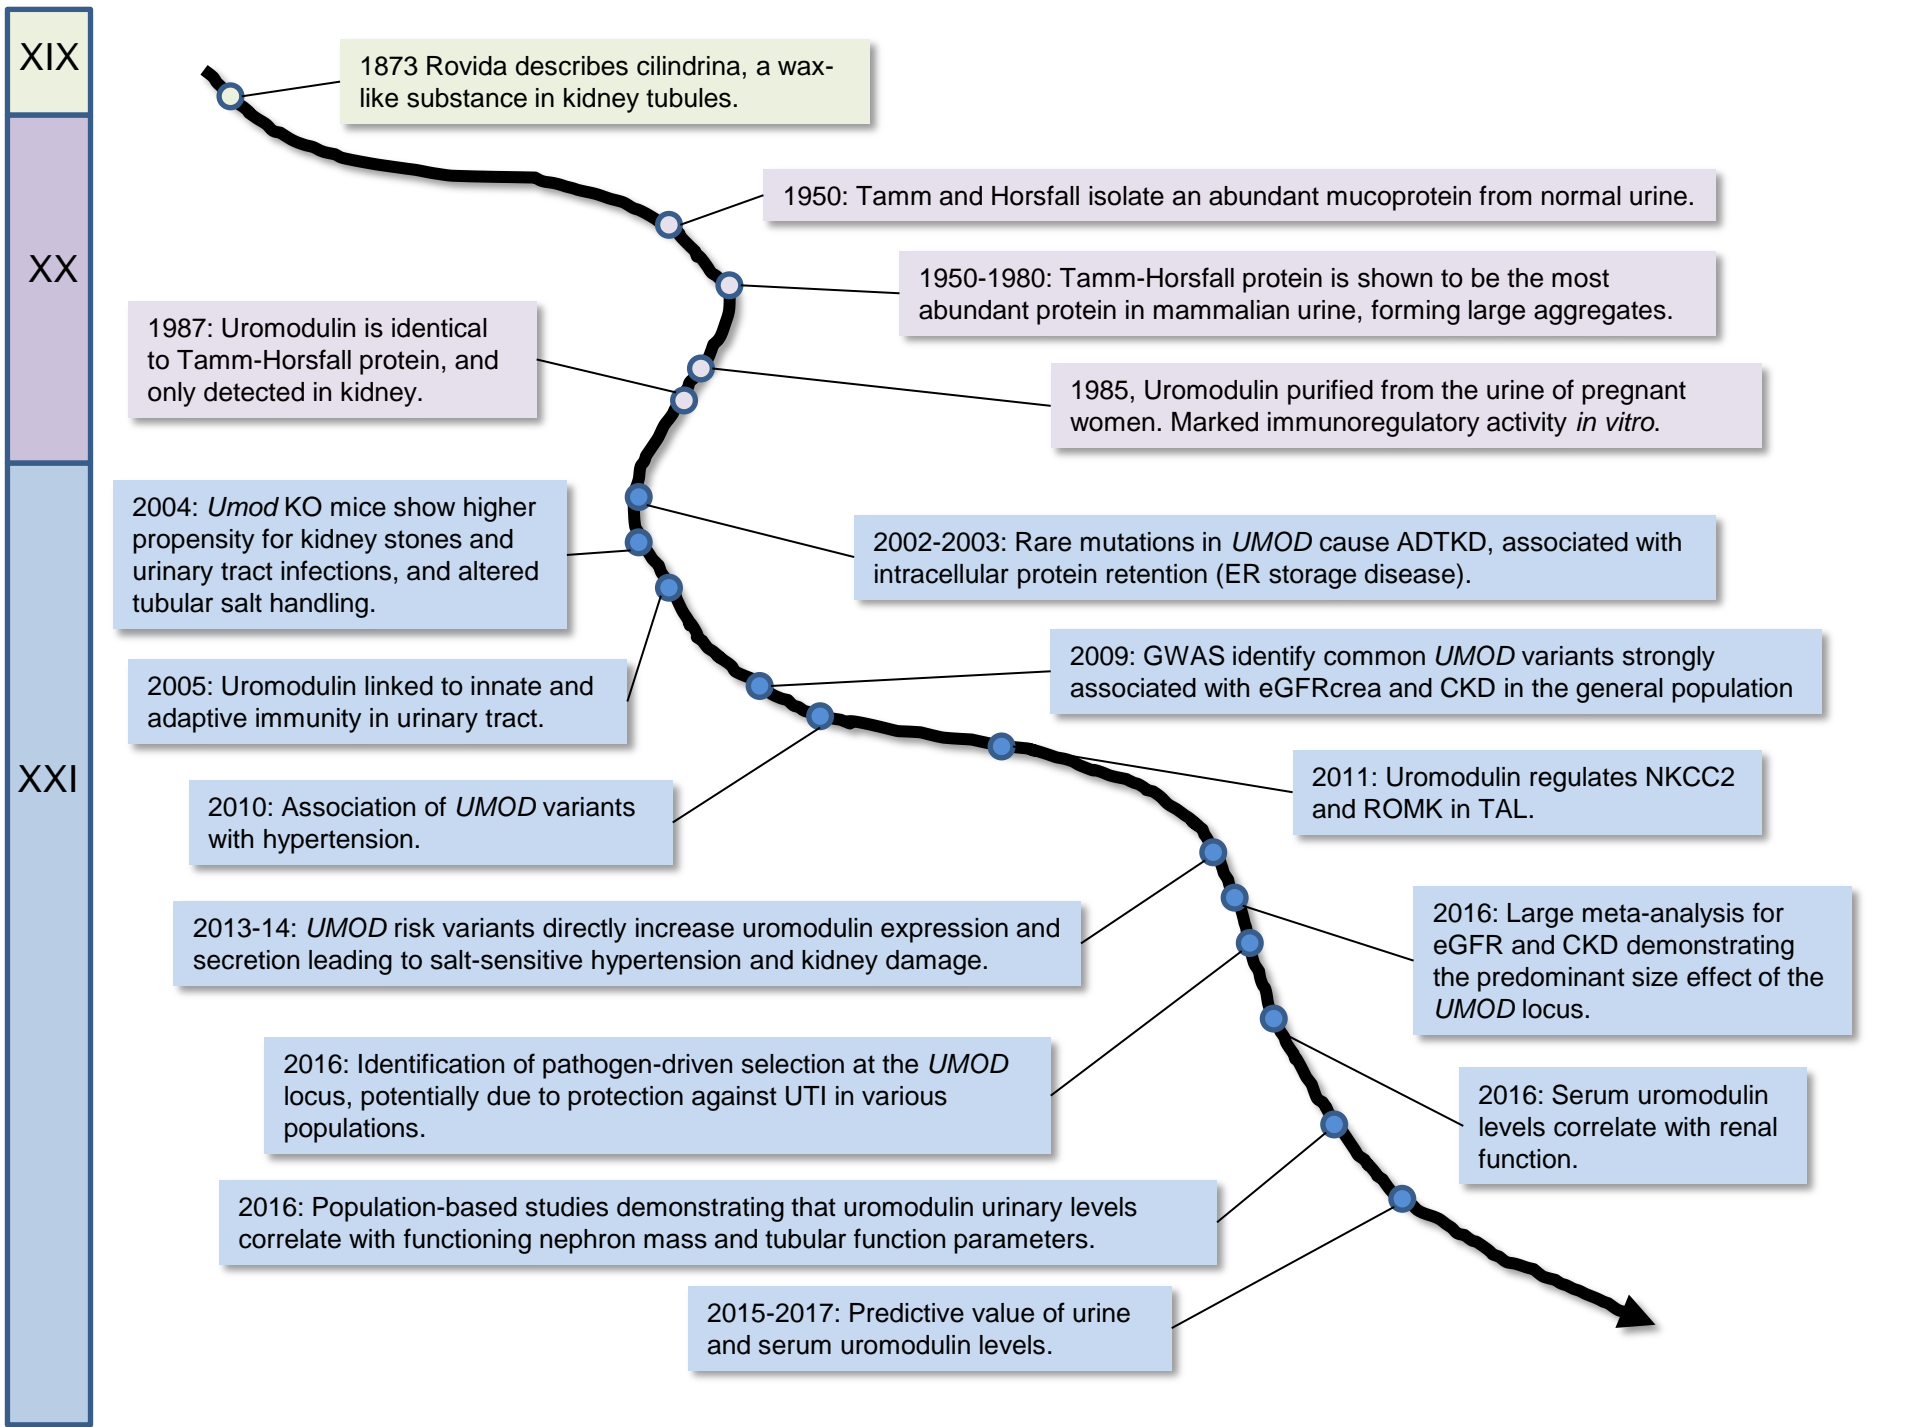 XIX
1873 Rovida describes cilindrina, a wax-
like substance in kidney tubules.
XX
1950: Tamm and Horsfall isolate an abundant mucoprotein from normal urine.
1950-1980: Tamm-Horsfall protein is shown to be the most
abundant protein in mammalian urine, forming large aggregates.
1987: Uromodulin is identical
to Tamm-Horsfall protein, and
only detected in kidney.
1985, Uromodulin purified from the urine of pregnant
women. Marked immunoregulatory activity in vitro.
XXI
2004: Umod KO mice show higher
propensity for kidney stones and
urinary tract infections, and altered
tubular salt handling.
2002-2003: Rare mutations in UMOD cause ADTKD, associated with
intracellular protein retention (ER storage disease).
2005: Uromodulin linked to innate and
adaptive immunity in urinary tract.
2009: GWAS identify common UMOD variants strongly
associated with eGFRcrea and CKD in the general population
2010: Association of UMOD variants
with hypertension.
2011: Uromodulin regulates NKCC2
and ROMK in TAL.
2013-14: UMOD risk variants directly increase uromodulin expression and
secretion leading to salt-sensitive hypertension and kidney damage.
2016: Large meta-analysis for
eGFR and CKD demonstrating
the predominant size effect of the
UMOD locus.
2016: Identification of pathogen-driven selection at the UMOD
locus, potentially due to protection against UTI in various
populations.
2016: Serum uromodulin
levels correlate with renal
function.
2016: Population-based studies demonstrating that uromodulin urinary levels
correlate with functioning nephron mass and tubular function parameters.
2015-2017: Predictive value of urine
and serum uromodulin levels.